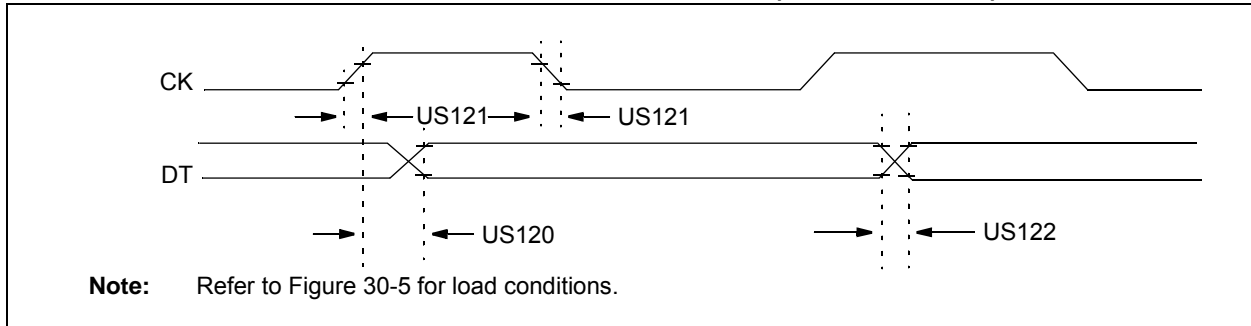 CK
US121 US121
DT
US120 US122
Note: Refer to Figure 30-5 for load conditions.